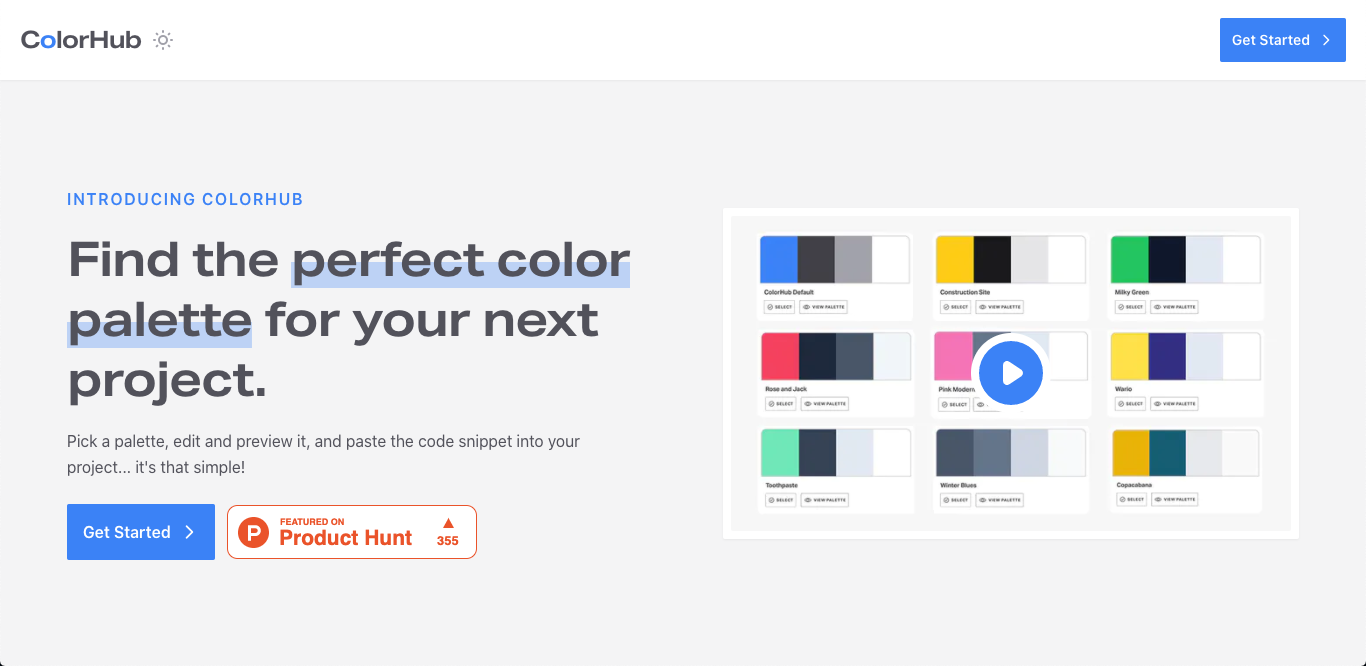 ColorHub
Get Started
INTRODUCING COLORHUB
Find the perfect color
palette for your next
project.
Pick a palette, edit and preview it, and paste the code snippet into your
project... it's that simple!
Get Started
P
FEATURED ON
Product Hunt
355
ColorHub Default
SELECT VIEW PALETTE
Construction Site
SELECT VIEW PALETTE
Milky Green
SELECT VIEW PALETTE
Rose and Jack
SELECT VIEW PALETTE
Pink Modern
SELECT
Wario
SELECT VIEW PALETTE
Toothpaste
SELECT VIEW PALETTE
Winter Blues
SELECT VIEW PALETTE
Copacabana
SELECT VIEW PALETTE